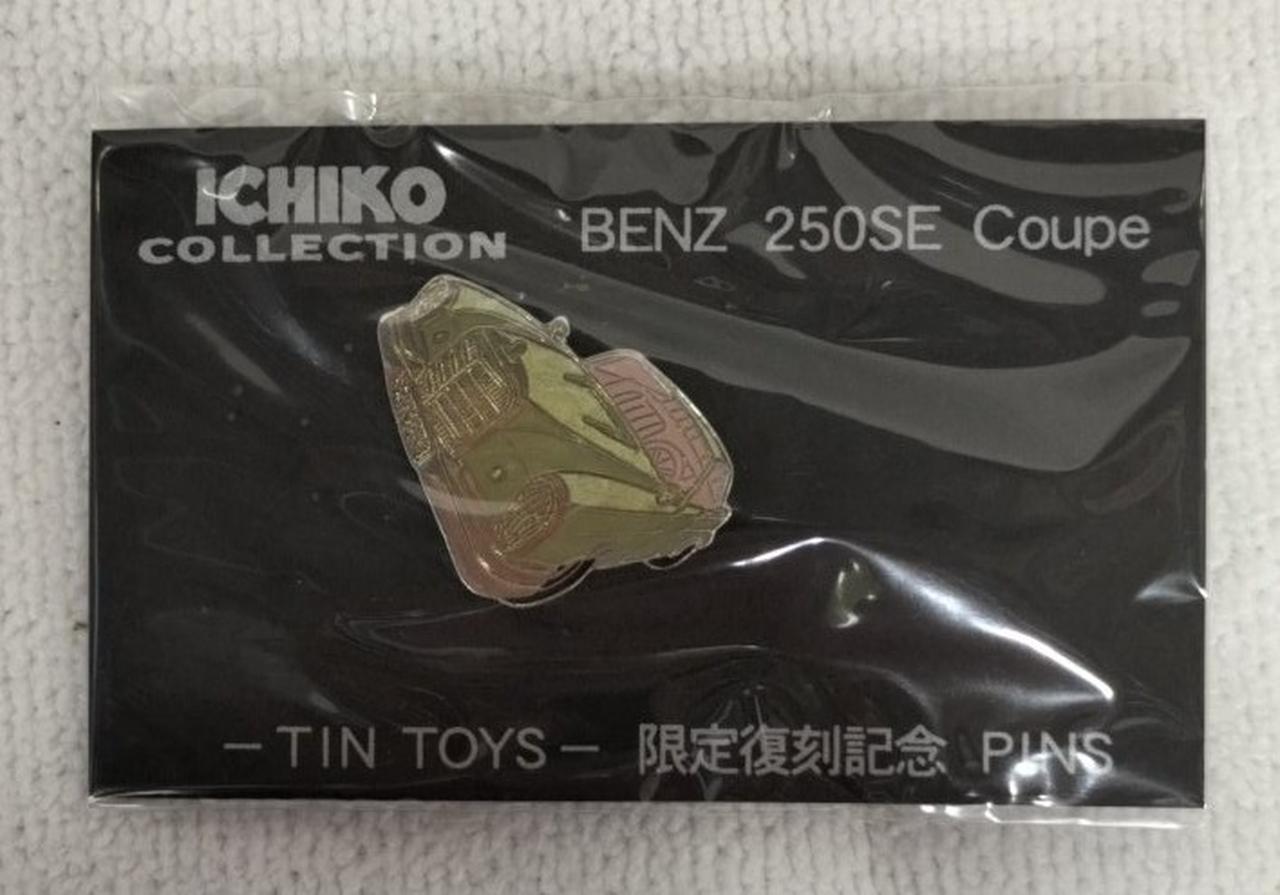 ICHIKO
COLLECTION
BENZ 250SE Coupe
－TIN TOYS－ 限定復刻記念 PINS